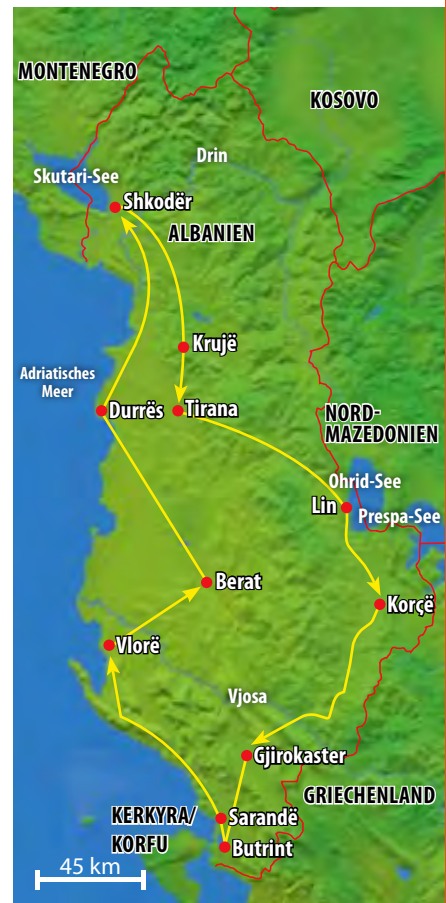 MONTENEGRO
KOSOVO
Drin
Skutari-See
Shkodër
ALBANIEN
Krujë
Adriatisches
Meer
Durrës
Tirana
NORD-
MAZEDONIEN
Ohrid-See
Lin
Prespa-See
Berat
Korçë
Vlorë
Vjosa
Gjirokaster
GRIECHENLAND
KERKYRA/
KORFU
Sarandë
Butrint
45 km